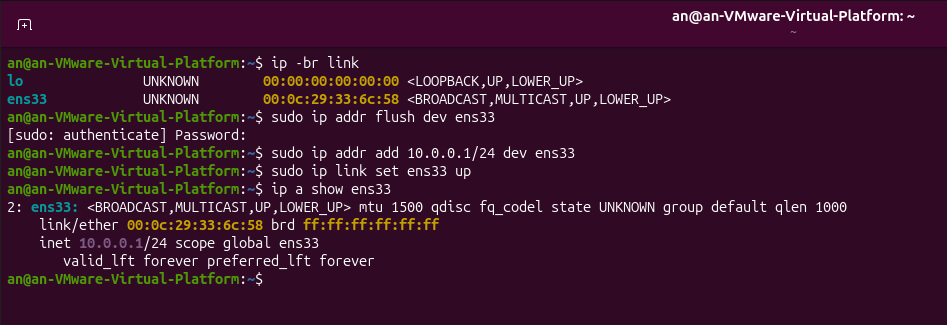 an@an-VMware-Virtual-Platform: ~
~
an@an-VMware-Virtual-Platform:~$ ip -br link
lo               UNKNOWN        00:00:00:00:00:00 <LOOPBACK,UP,LOWER_UP>
ens33            UNKNOWN        00:0c:29:33:6c:58 <BROADCAST,MULTICAST,UP,LOWER_UP>
an@an-VMware-Virtual-Platform:~$ sudo ip addr flush dev ens33
[sudo: authenticate] Password:
an@an-VMware-Virtual-Platform:~$ sudo ip addr add 10.0.0.1/24 dev ens33
an@an-VMware-Virtual-Platform:~$ sudo ip link set ens33 up
an@an-VMware-Virtual-Platform:~$ ip a show ens33
2: ens33: <BROADCAST,MULTICAST,UP,LOWER_UP> mtu 1500 qdisc fq_codel state UNKNOWN group default qlen 1000
    link/ether 00:0c:29:33:6c:58 brd ff:ff:ff:ff:ff:ff
    inet 10.0.0.1/24 scope global ens33
       valid_lft forever preferred_lft forever
an@an-VMware-Virtual-Platform:~$